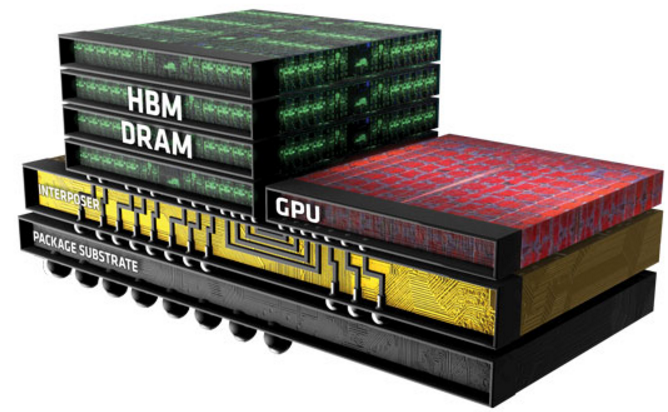 HBM
DRAM
GPU
INTERPOSER
PACKAGE SUBSTRATE